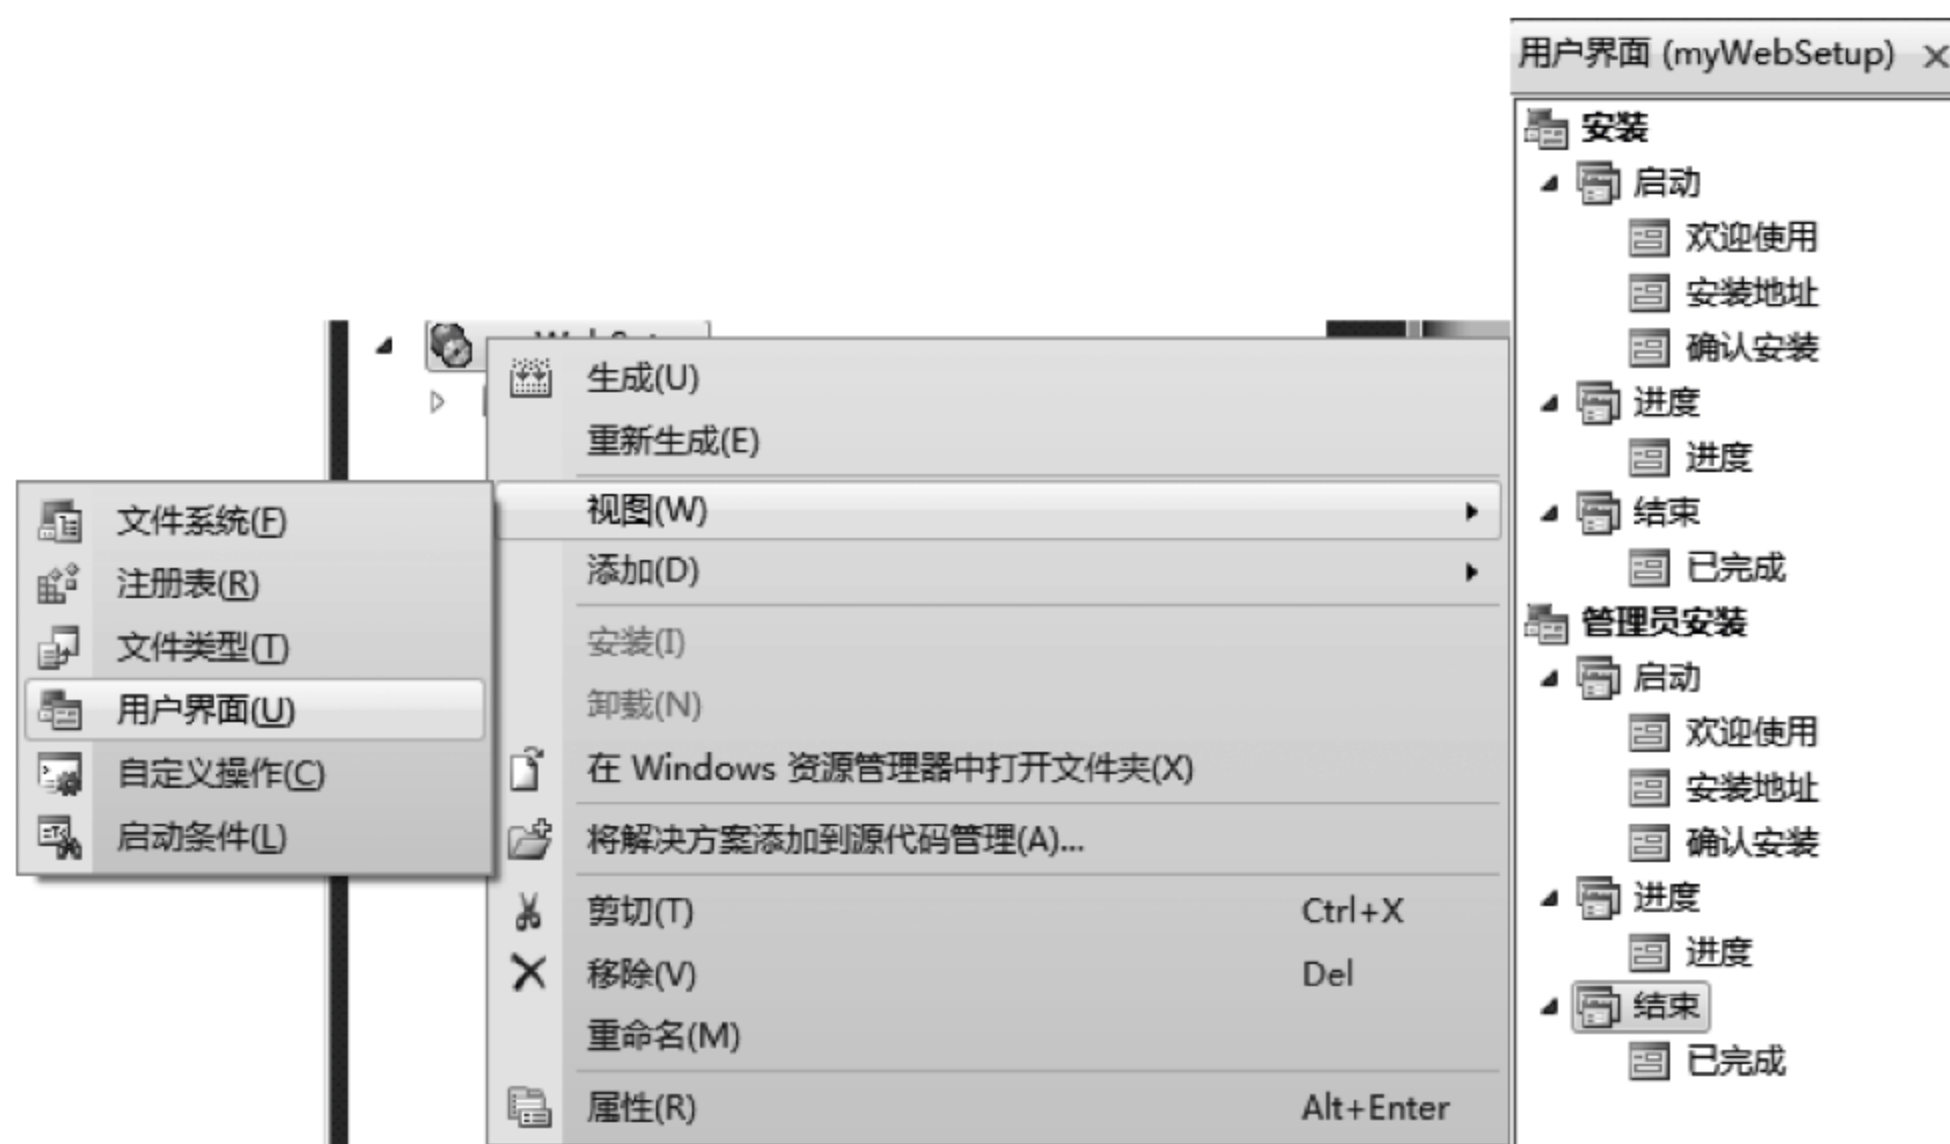 文件系统(F)
注册表(R)
文件类型(T)
用户界面(U)
自定义操作(C)
启动条件(L)
生成(U)
重新生成(E)
视图(W)
添加(D)
安装(I)
卸载(N)
在 Windows 资源管理器中打开文件夹(X)
将解决方案添加到源代码管理(A)...
剪切(T) Ctrl+X
移除(V) Del
重命名(M)
属性(R) Alt+Enter
用户界面 (myWebSetup)
安装
启动
欢迎使用
安装地址
确认安装
进度
进度
结束
已完成
管理员安装
启动
欢迎使用
安装地址
确认安装
进度
进度
结束
已完成